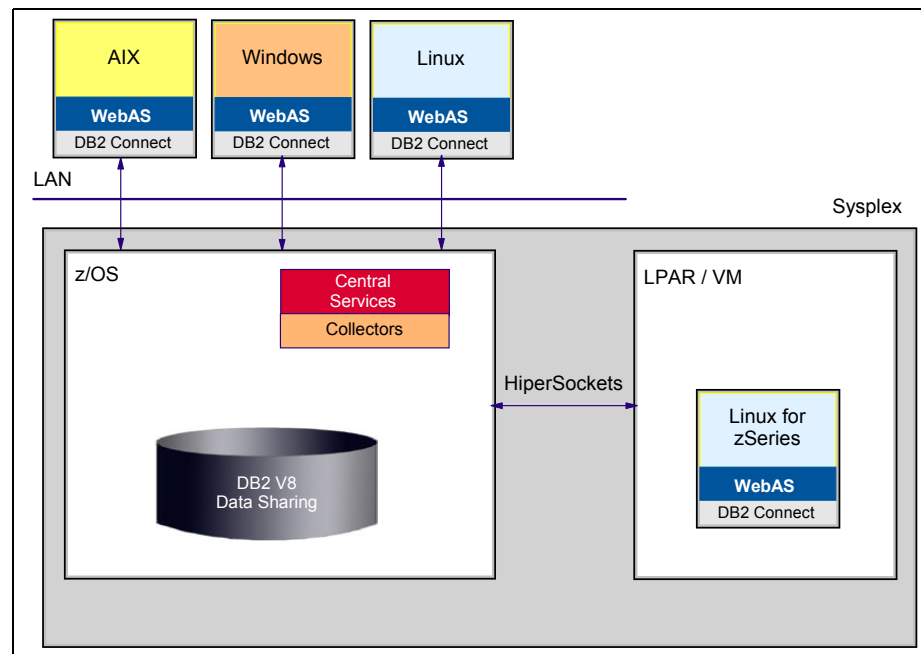 AIX
WebAS
DB2 Connect
Windows
WebAS
DB2 Connect
Linux
WebAS
DB2 Connect
LAN
Sysplex
z/OS
Central
Services
Collectors
DB2 V8
Data Sharing
HiperSockets
LPAR / VM
Linux for
zSeries
WebAS
DB2 Connect